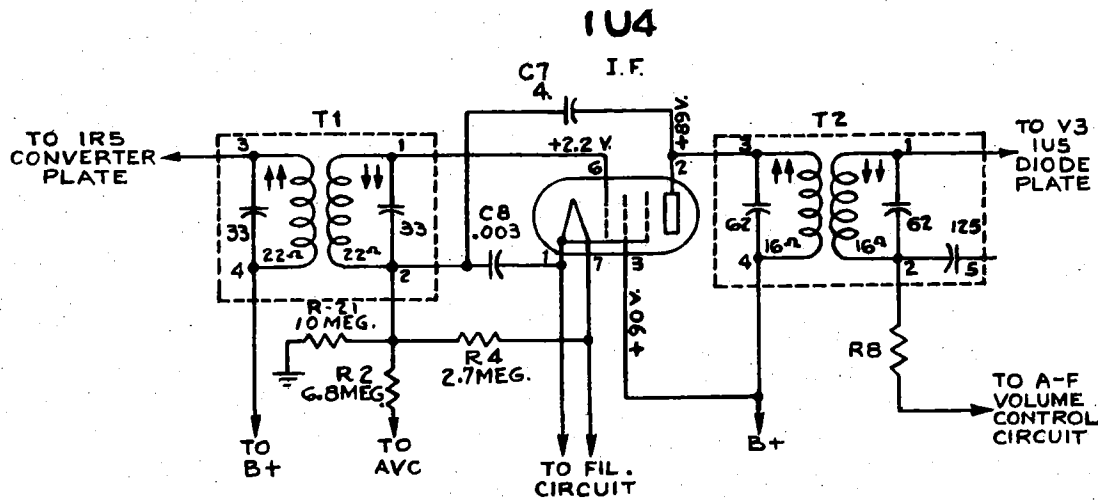 1U4
I.F.
C7
4.
T1
T2
TO 1R5
CONVERTER
PLATE
TO V3
1U5
DIODE
PLATE
3
1
+2.2 V.
6
+89V.
2
3
1
33
33
C8
.003
62
62
125
22Ω
22Ω
16Ω
16Ω
4
2
1
7
3
4
2
5
+90 V.
R-21
10 MEG.
R4
2.7MEG.
R2
6.8MEG.
R8
TO
B+
TO
AVC
TO FIL.
CIRCUIT
B+
TO A-F
VOLUME
CONTROL
CIRCUIT